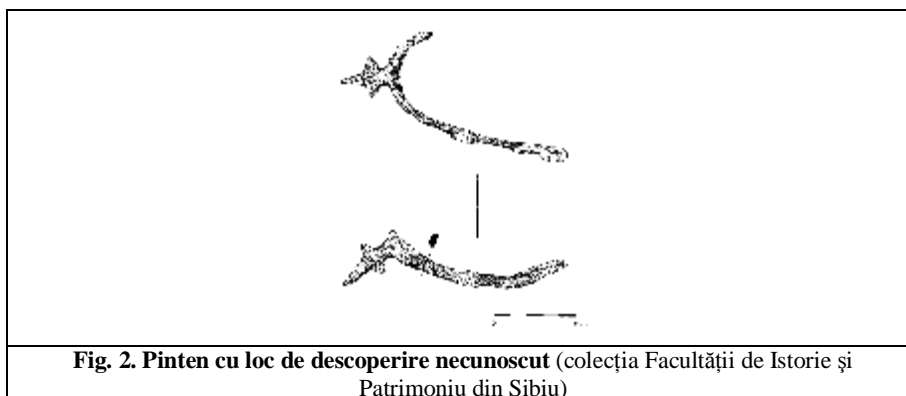 Fig. 2. Pinten cu loc de descoperire necunoscut (colecția Facultății de Istorie şi
Patrimoniu din Sibiu)